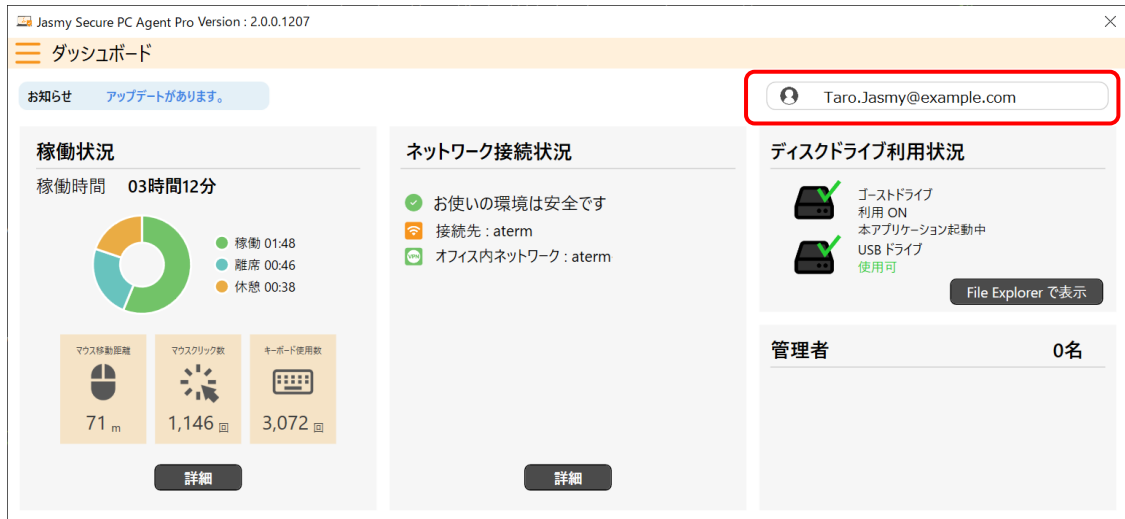 Jasmy Secure PC Agent Pro Version : 2.0.0.1207
ダッシュボード
お知らせ アップデートがあります。
Taro.Jasmy@example.com
稼働状況
稼働時間 03時間12分
稼働 01:48
離席 00:46
休憩 00:38
マウス移動距離
71 m
マウスクリック数
1,146 回
キーボード使用数
3,072 回
詳細
ネットワーク接続状況
お使いの環境は安全です
接続先 : aterm
VPN オフィス内ネットワーク : aterm
詳細
ディスクドライブ利用状況
ゴーストドライブ
利用 ON
本アプリケーション起動中
USB ドライブ
使用可
File Explorer で表示
管理者 0名